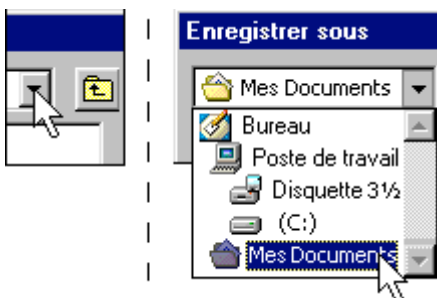 Enregistrer sous
Mes Documents
Bureau
Poste de travail
Disquette 3½
(C:)
Mes Documents